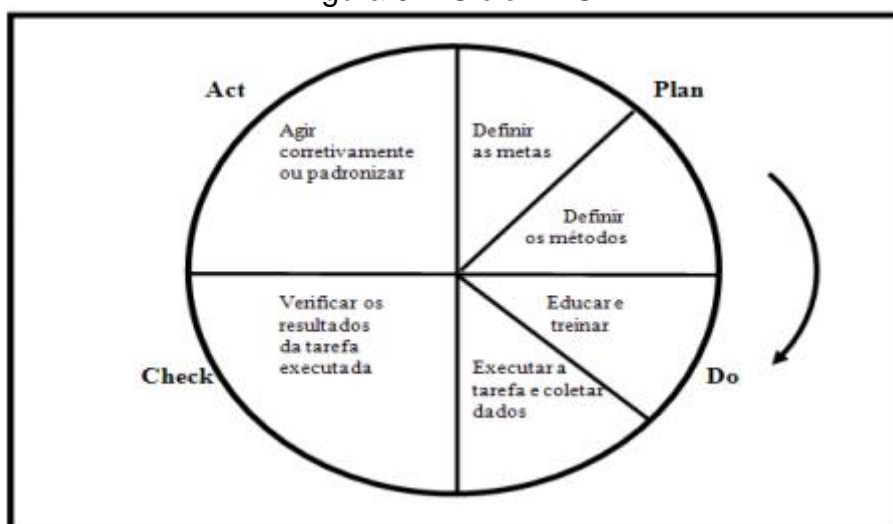 Act
Plan
Agir
corretivamente
ou padronizar
Definir
as metas
Definir
os métodos
Educar e
treinar
Executar a
tarefa e coletar
dados
Do
Verificar os
resultados
da tarefa
executada
Check